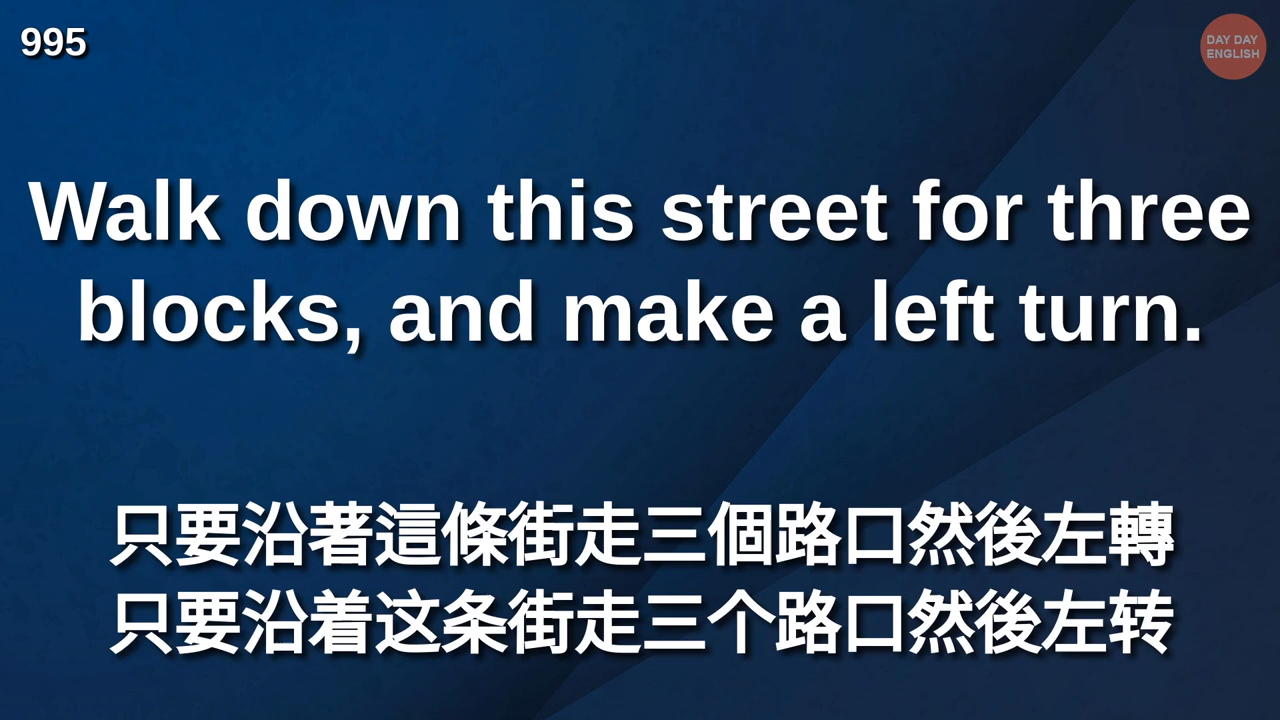 995
DAY DAY
ENGLISH
Walk down this street for three
blocks, and make a left turn.
只要沿著這條街走三個路口然後左轉
只要沿着这条街走三个路口然後左转